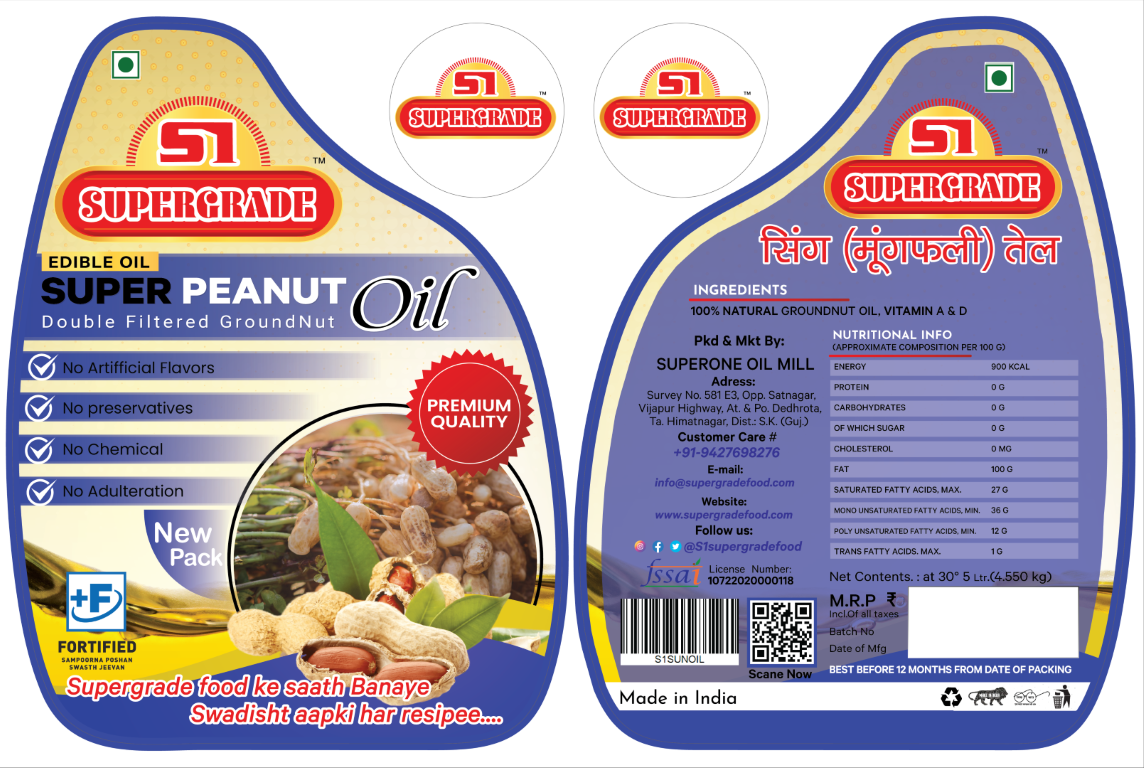 S1
SUPERGRADE
TM
EDIBLE OIL
SUPER PEANUT Oil
Double Filtered GroundNut
No Artifficial Flavors
No preservatives
No Chemical
No Adulteration
PREMIUM
QUALITY
New
Pack
+F
FORTIFIED
SAMPOORNA POSHAN
SWASTH JEEVAN
Supergrade food ke saath Banaye
Swadisht aapki har resipee....
S1
SUPERGRADE
TM
S1
SUPERGRADE
TM
S1
SUPERGRADE
TM
सिंग (मूंगफली) तेल
INGREDIENTS
100% NATURAL GROUNDNUT OIL, VITAMIN A & D
Pkd & Mkt By:
SUPERONE OIL MILL
Adress:
Survey No. 581 E3, Opp. Satnagar,
Vijapur Highway, At. & Po. Dedhrota,
Ta. Himatnagar, Dist.: S.K. (Guj.)
Customer Care #
+91-9427698276
E-mail:
info@supergradefood.com
Website:
www.supergradefood.com
Follow us:
@S1supergradefood
fssai
License Number:
10722020000118
S1SUNOIL
Scane Now
NUTRITIONAL INFO
(APPROXIMATE COMPOSITION PER 100 G)
ENERGY 900 KCAL
PROTEIN 0 G
CARBOHYDRATES 0 G
OF WHICH SUGAR 0 G
CHOLESTEROL 0 MG
FAT 100 G
SATURATED FATTY ACIDS, MAX. 27 G
MONO UNSATURATED FATTY ACIDS, MIN. 36 G
POLY UNSATURATED FATTY ACIDS, MIN. 12 G
TRANS FATTY ACIDS. MAX. 1 G
Net Contents. : at 30° 5 Ltr.(4.550 kg)
M.R.P ₹
Incl.Of all taxes
Batch No
Date of Mfg
BEST BEFORE 12 MONTHS FROM DATE OF PACKING
Made in India